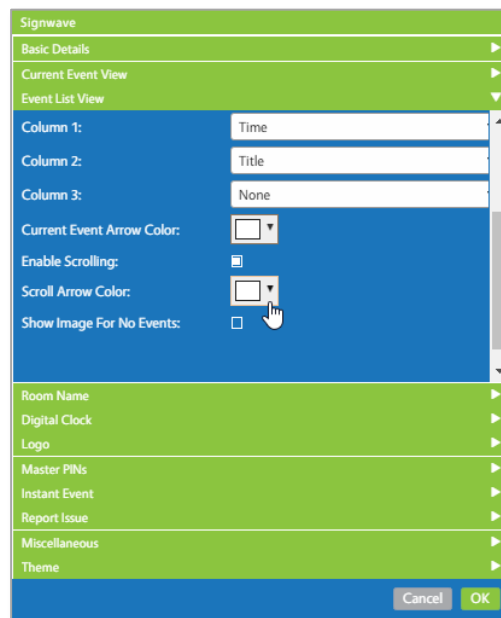 Signwave
Basic Details
Current Event View
Event List View
Column 1: Time
Column 2: Title
Column 3: None
Current Event Arrow Color:
Enable Scrolling:
Scroll Arrow Color:
Show Image For No Events:
Room Name
Digital Clock
Logo
Master PINs
Instant Event
Report Issue
Miscellaneous
Theme
Cancel OK